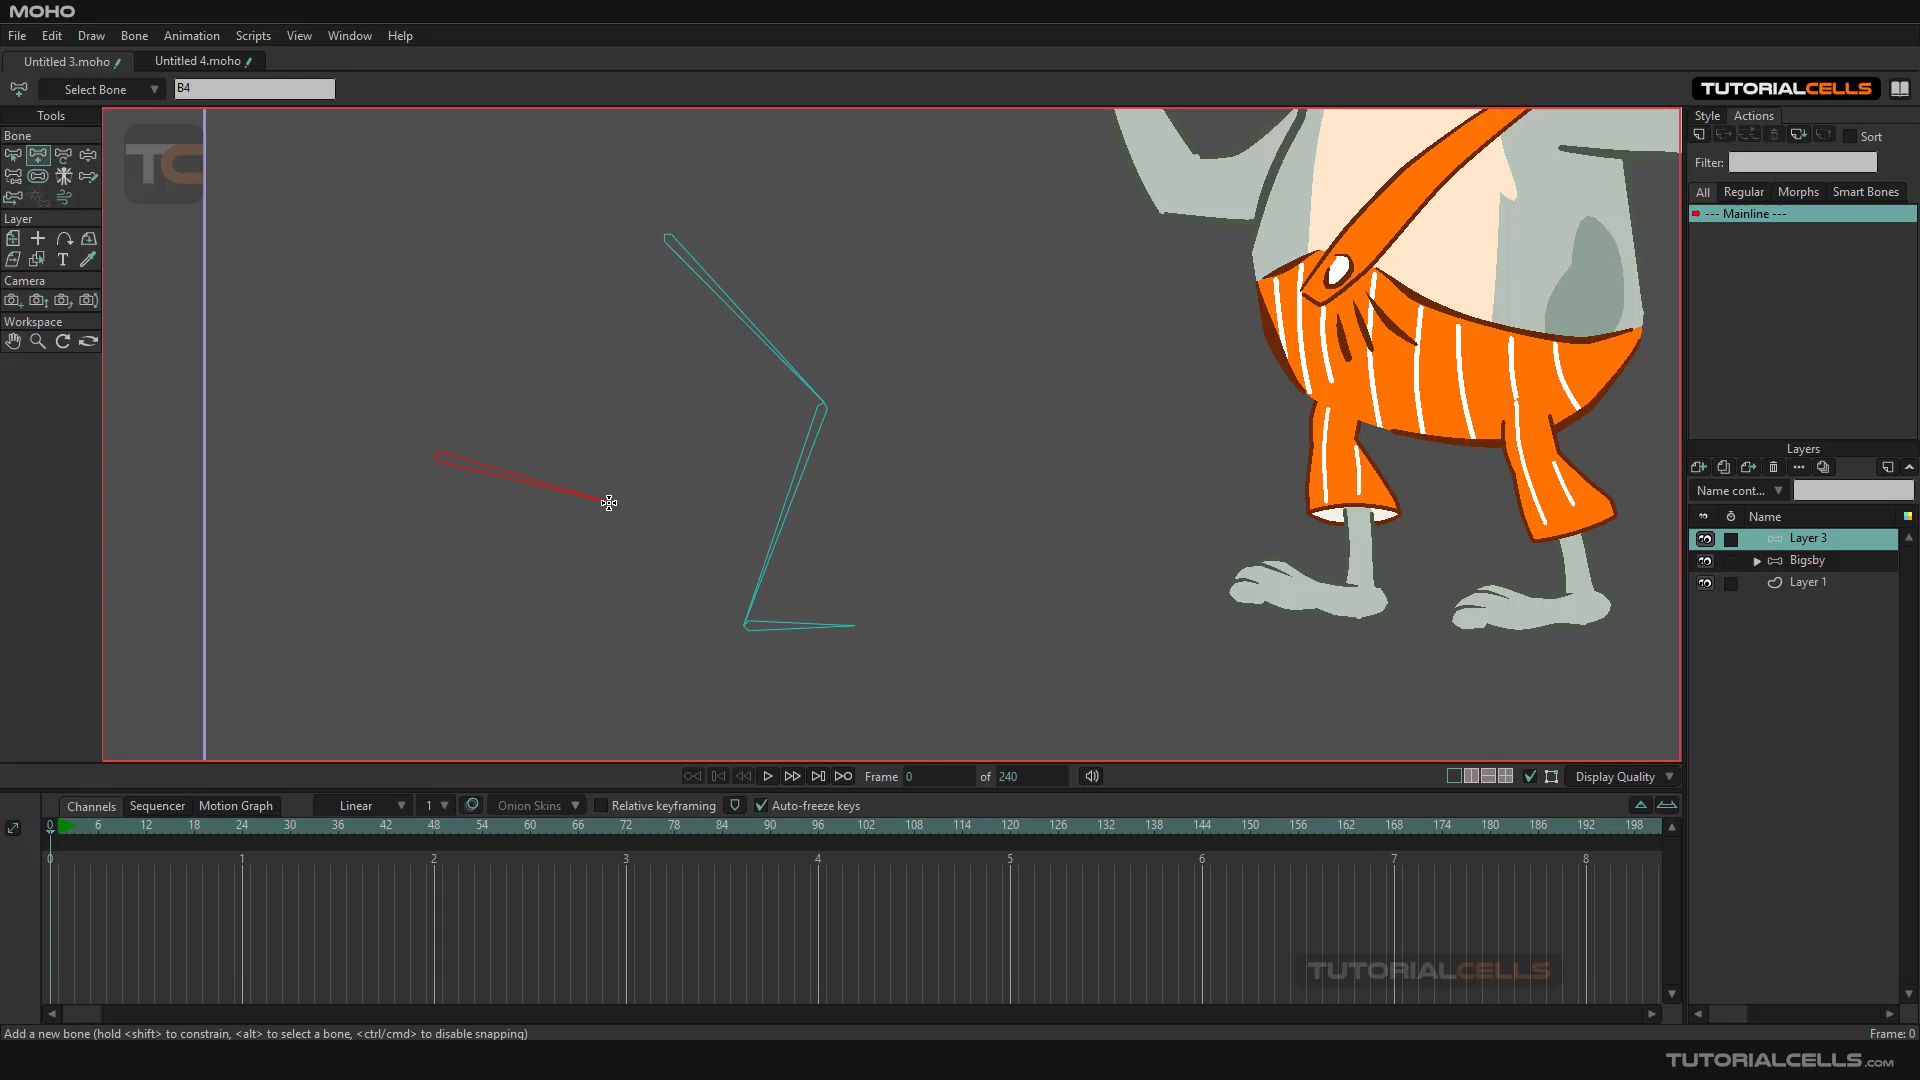 MOHO
File Edit Draw Bone Animation Scripts View Window Help
Untitled 3.moho Untitled 4.moho
Select Bone B4 TUTORIALCELLS
Tools Style Actions
Bone
Sort
TC
Filter:
All Regular Morphs Smart Bones
--- Mainline ---
Layer
T
Camera
Workspace
Layers
Name cont...
Name
Layer 3
Bigsby
Layer 1
Frame 0 of 240 Display Quality
Channels Sequencer Motion Graph Linear 1 Onion Skins Relative keyframing Auto-freeze keys
0 6 12 18 24 30 36 42 48 54 60 66 72 78 84 90 96 102 108 114 120 126 132 138 144 150 156 162 168 174 180 186 192 198
0 1 2 3 4 5 6 7 8
TUTORIALCELLS
Add a new bone (hold <shift> to constrain, <alt> to select a bone, <ctrl/cmd> to disable snapping) Frame: 0
TUTORIALCELLS.COM